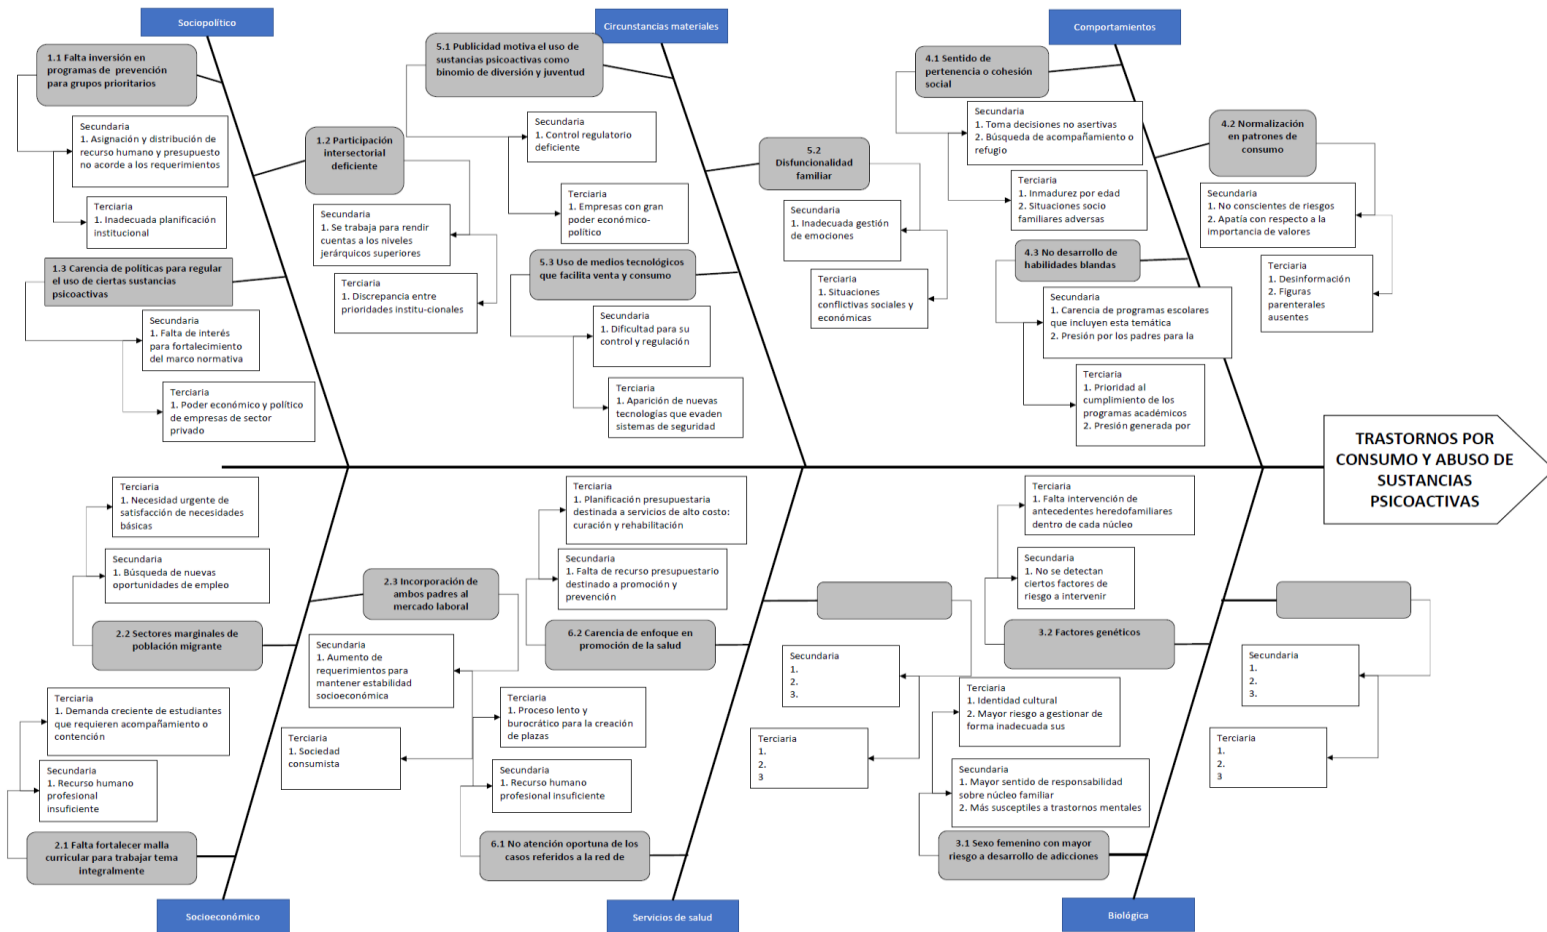 Sociopolítico
1.1 Falta inversión en
programas de prevención
para grupos prioritarios
Secundaria
1. Asignación y distribución de
recurso humano y presupuesto
no acorde a los requerimientos
Terciaria
1. Inadecuada planificación
institucional
1.2 Participación
intersectorial
deficiente
Secundaria
1. Se trabaja para rendir
cuentas a los niveles
jerárquicos superiores
Terciaria
1. Discrepancia entre
prioridades institu-cionales
1.3 Carencia de políticas para regular
el uso de ciertas sustancias
psicoactivas
Secundaria
1. Falta de interés
para fortalecimiento
del marco normativa
Terciaria
1. Poder económico y político
de empresas de sector
privado
Circunstancias materiales
5.1 Publicidad motiva el uso de
sustancias psicoactivas como
binomio de diversión y juventud
Secundaria
1. Control regulatorio
deficiente
Terciaria
1. Empresas con gran
poder económico-
político
5.2
Disfuncionalidad
familiar
Secundaria
1. Inadecuada gestión
de emociones
Terciaria
1. Situaciones
conflictivas sociales y
económicas
5.3 Uso de medios tecnológicos
que facilita venta y consumo
Secundaria
1. Dificultad para su
control y regulación
Terciaria
1. Aparición de nuevas
tecnologías que evaden
sistemas de seguridad
Comportamientos
4.1 Sentido de
pertenencia o cohesión
social
Secundaria
1. Toma decisiones no asertivas
2. Búsqueda de acompañamiento o
refugio
Terciaria
1. Inmadurez por edad
2. Situaciones socio
familiares adversas
4.2 Normalización
en patrones de
consumo
Secundaria
1. No conscientes de riesgos
2. Apatía con respecto a la
importancia de valores
Terciaria
1. Desinformación
2. Figuras
parenterales
ausentes
4.3 No desarrollo de
habilidades blandas
Secundaria
1. Carencia de programas escolares
que incluyen esta temática
2. Presión por los padres para la
Terciaria
1. Prioridad al
cumplimiento de los
programas académicos
2. Presión generada por
TRASTORNOS POR
CONSUMO Y ABUSO DE
SUSTANCIAS
PSICOACTIVAS
Terciaria
1. Necesidad urgente de
satisfacción de necesidades
básicas
Secundaria
1. Búsqueda de nuevas
oportunidades de empleo
2.2 Sectores marginales de
población migrante
2.3 Incorporación de
ambos padres al
mercado laboral
Secundaria
1. Aumento de
requerimientos para
mantener estabilidad
socioeconómica
Terciaria
1. Sociedad
consumista
Terciaria
1. Demanda creciente de estudiantes
que requieren acompañamiento o
contención
Secundaria
1. Recurso humano
profesional
insuficiente
2.1 Falta fortalecer malla
curricular para trabajar tema
integralmente
Socioeconómico
Terciaria
1. Planificación presupuestaria
destinada a servicios de alto costo:
curación y rehabilitación
Secundaria
1. Falta de recurso presupuestario
destinado a promoción y
prevención
6.2 Carencia de enfoque en
promoción de la salud
Secundaria
1.
2.
3.
Terciaria
1.
2.
3
Terciaria
1. Proceso lento y
burocrático para la creación
de plazas
Secundaria
1. Recurso humano
profesional insuficiente
6.1 No atención oportuna de los
casos referidos a la red de
Servicios de salud
Terciaria
1. Falta intervención de
antecedentes heredofamiliares
dentro de cada núcleo
Secundaria
1. No se detectan
ciertos factores de
riesgo a intervenir
3.2 Factores genéticos
Secundaria
1.
2.
3.
Terciaria
1.
2.
3
Terciaria
1. Identidad cultural
2. Mayor riesgo a gestionar de
forma inadecuada sus
Secundaria
1. Mayor sentido de responsabilidad
sobre núcleo familiar
2. Más susceptiles a trastornos mentales
3.1 Sexo femenino con mayor
riesgo a desarrollo de adicciones
Biológica